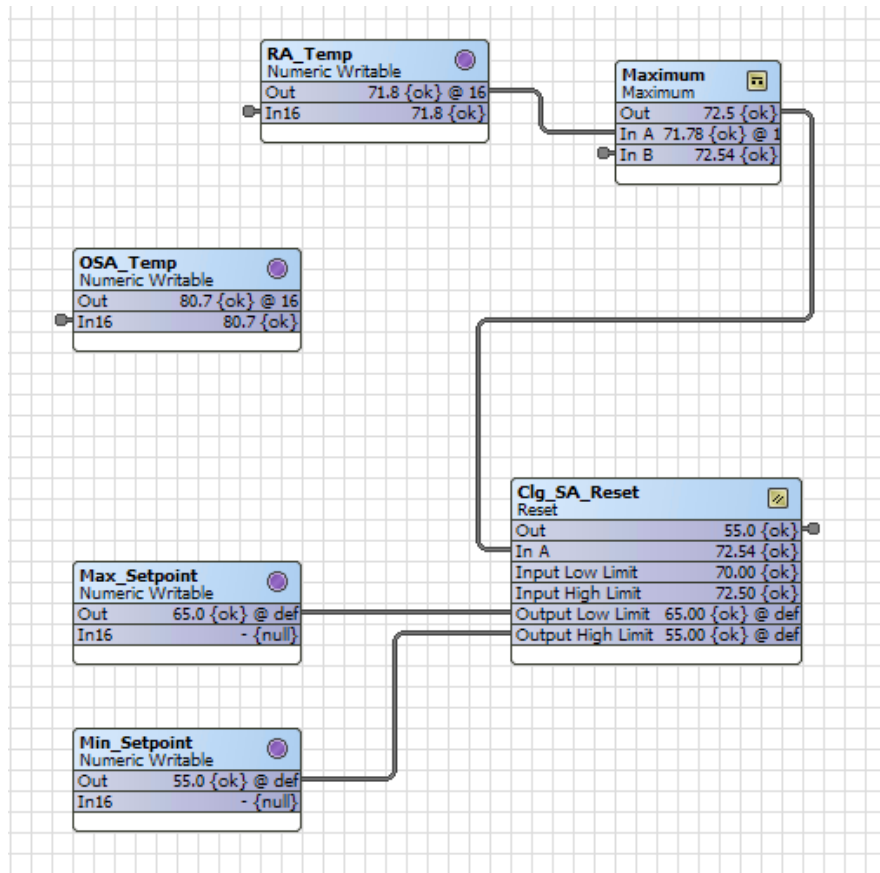 RA_Temp
Numeric Writable
Out 71.8 {ok} @ 16
In16 71.8 {ok}
Maximum
Maximum
Out 72.5 {ok}
In A 71.78 {ok} @ 1
In B 72.54 {ok}
OSA_Temp
Numeric Writable
Out 80.7 {ok} @ 16
In16 80.7 {ok}
Clg_SA_Reset
Reset
Out 55.0 {ok}
In A 72.54 {ok}
Input Low Limit 70.00 {ok}
Input High Limit 72.50 {ok}
Output Low Limit 65.00 {ok} @ def
Output High Limit 55.00 {ok} @ def
Max_Setpoint
Numeric Writable
Out 65.0 {ok} @ def
In16 - {null}
Min_Setpoint
Numeric Writable
Out 55.0 {ok} @ def
In16 - {null}